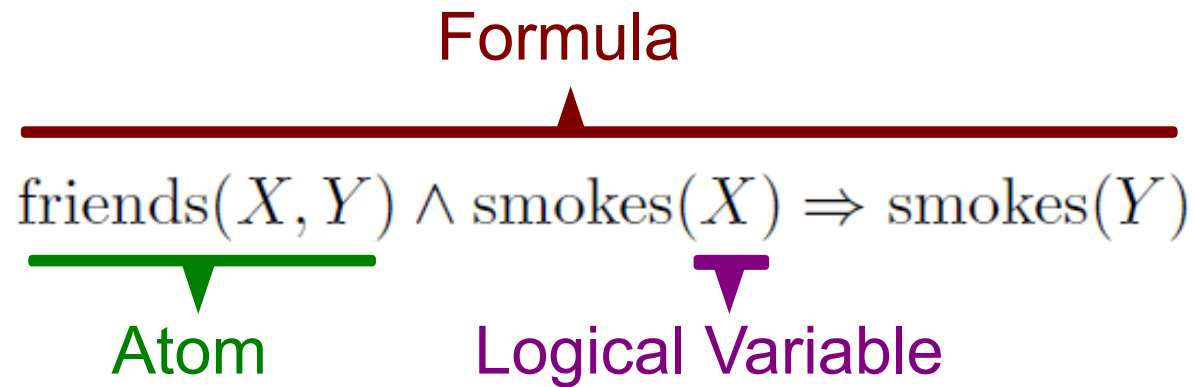 Formula
friends(X, Y) ∧ smokes(X) ⇒ smokes(Y)
Atom Logical Variable